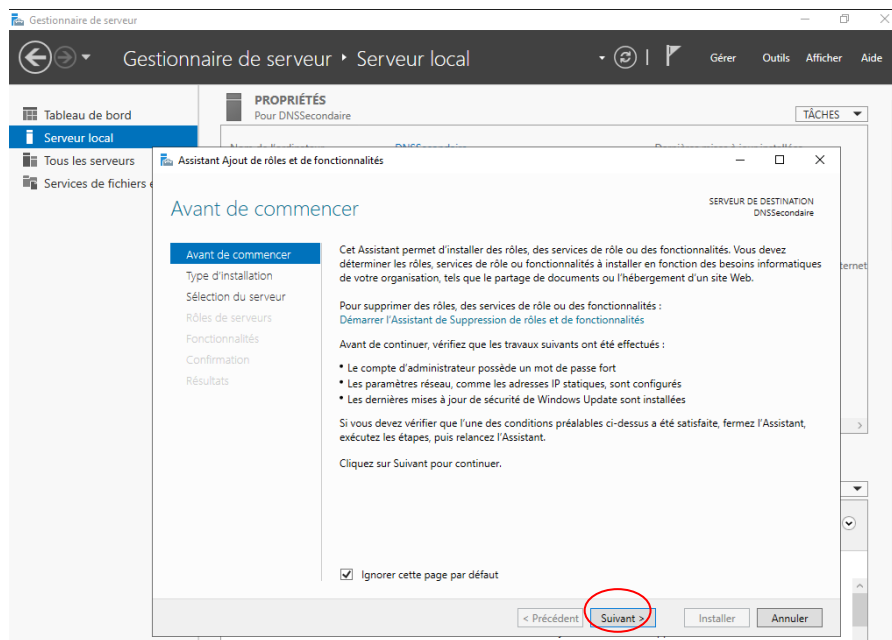 Gestionnaire de serveur
Gestionnaire de serveur • Serveur local
Gérer Outils Afficher Aide
Tableau de bord
Serveur local
Tous les serveurs
Services de fichiers e
PROPRIÉTÉS
Pour DNSSecondaire
TÂCHES
Assistant Ajout de rôles et de fonctionnalités
Avant de commencer
SERVEUR DE DESTINATION
DNSSecondaire
Avant de commencer
Type d'installation
Sélection du serveur
Rôles de serveurs
Fonctionnalités
Confirmation
Résultats
Cet Assistant permet d'installer des rôles, des services de rôle ou des fonctionnalités. Vous devez
déterminer les rôles, services de rôle ou fonctionnalités à installer en fonction des besoins informatiques
de votre organisation, tels que le partage de documents ou l'hébergement d'un site Web.
Pour supprimer des rôles, des services de rôle ou des fonctionnalités :
Démarrer l'Assistant de Suppression de rôles et de fonctionnalités
Avant de continuer, vérifiez que les travaux suivants ont été effectués :
• Le compte d'administrateur possède un mot de passe fort
• Les paramètres réseau, comme les adresses IP statiques, sont configurés
• Les dernières mises à jour de sécurité de Windows Update sont installées
Si vous devez vérifier que l'une des conditions préalables ci-dessus a été satisfaite, fermez l'Assistant,
exécutez les étapes, puis relancez l'Assistant.
Cliquez sur Suivant pour continuer.
Ignorer cette page par défaut
< Précédent Suivant > Installer Annuler
ternet